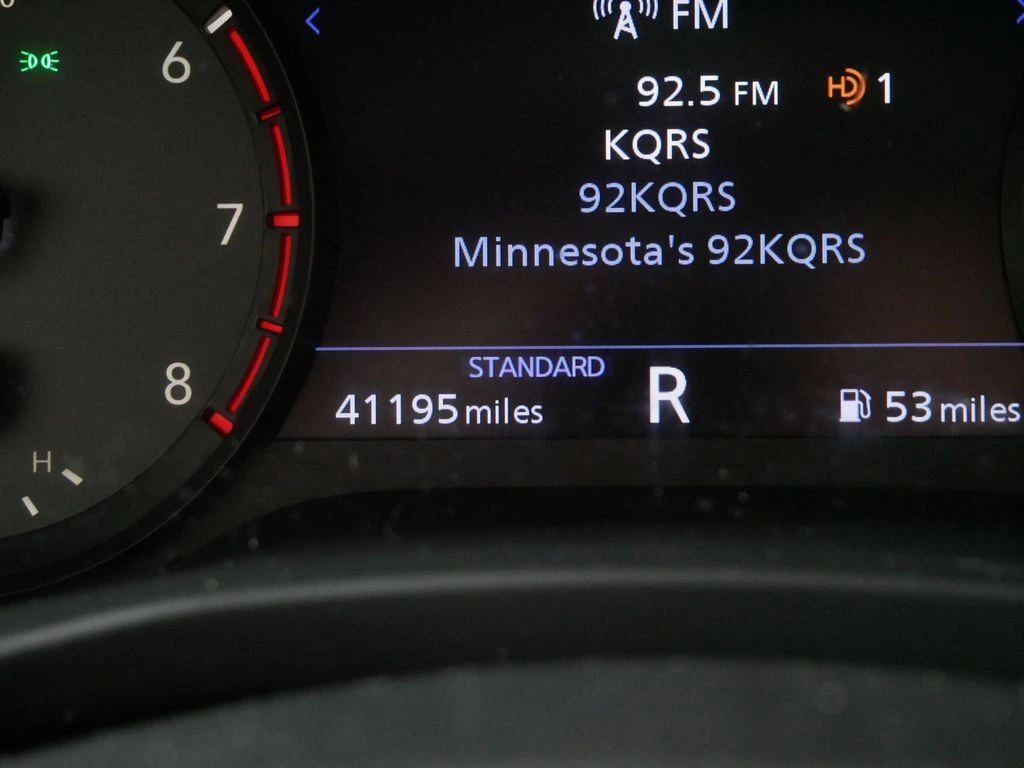 6
7
8
H
FM
92.5 FM HD 1
KQRS
92KQRS
Minnesota's 92KQRS
STANDARD
41195 miles
R
53 miles